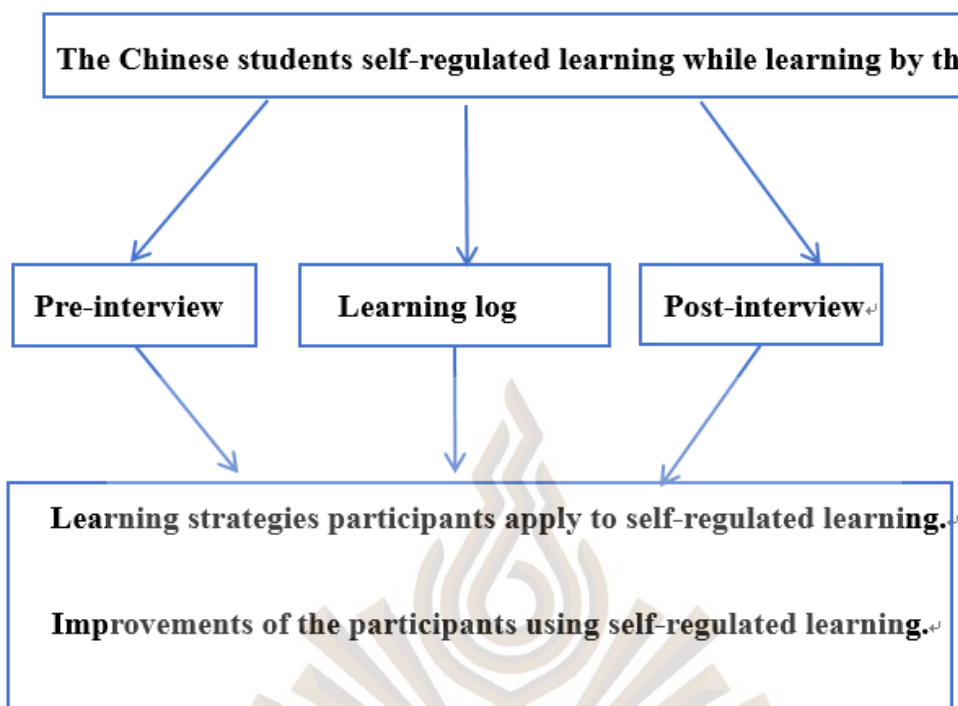 The Chinese students self-regulated learning while learning by th
Pre-interview
Learning log
Post-interview
Learning strategies participants apply to self-regulated learning.
Improvements of the participants using self-regulated learning.